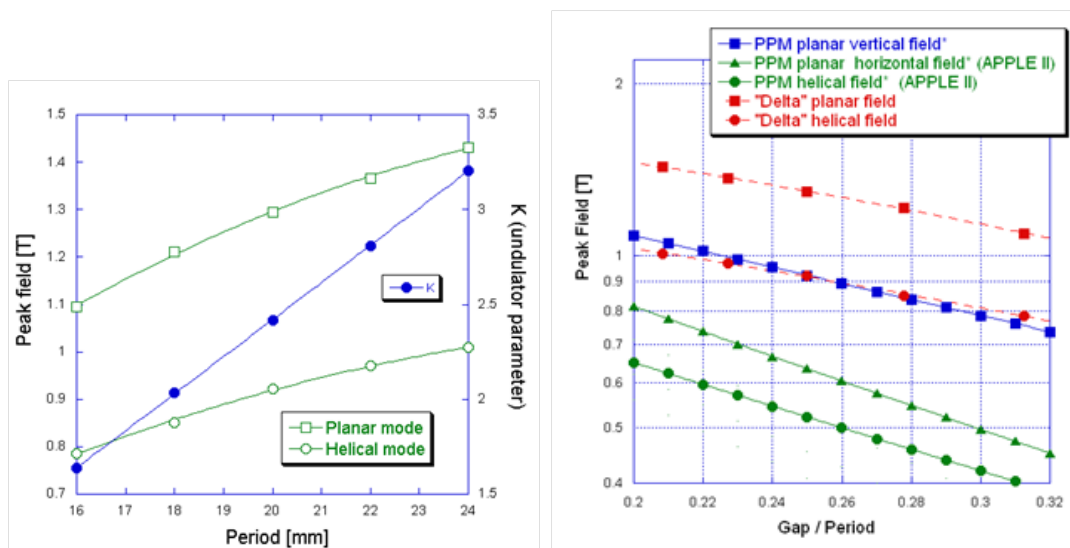 1.5
1.4
1.3
1.2
1.1
1
0.9
0.8
0.7
Peak field [T]
3.5
3
2.5
2
1.5
K (undulator parameter)
K
Planar mode
Helical mode
16 17 18 19 20 21 22 23 24
Period [mm]
PPM planar vertical field*
PPM planar horizontal field* (APPLE II)
PPM helical field* (APPLE II)
"Delta" planar field
"Delta" helical field
2
1
0.9
0.8
0.7
0.6
0.5
0.4
Peak Field [T]
0.2 0.22 0.24 0.26 0.28 0.3 0.32
Gap / Period